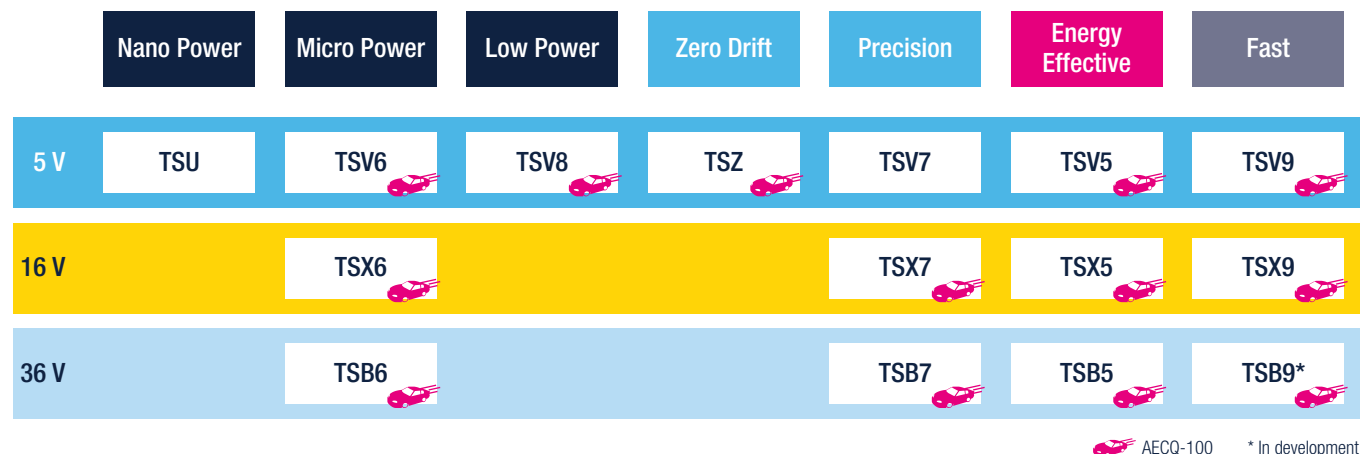 Nano Power Micro Power Low Power Zero Drift Precision Energy Effective Fast
5 V TSU TSV6 TSV8 TSZ TSV7 TSV5 TSV9
16 V TSX6 TSX7 TSX5 TSX9
36 V TSB6 TSB7 TSB5 TSB9*
AECQ-100 * In development